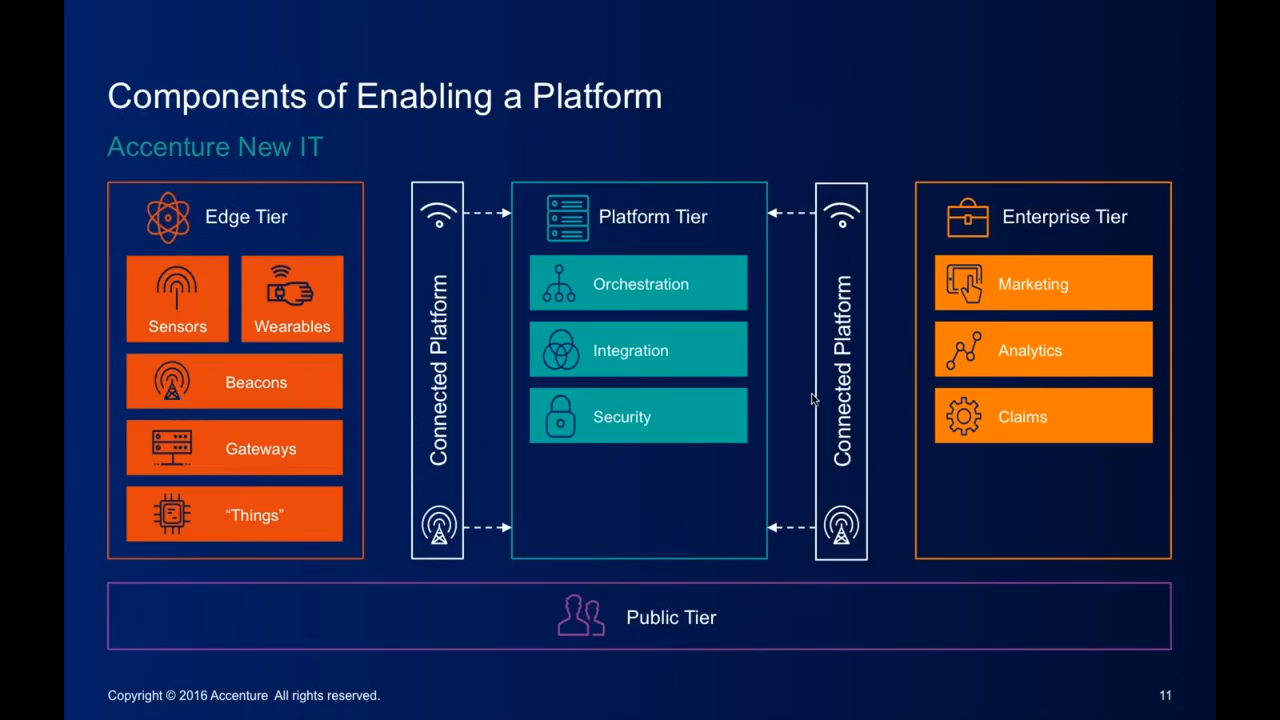 Components of Enabling a Platform
Accenture New IT
Edge Tier
Sensors
Wearables
Beacons
Gateways
“Things”
Connected Platform
Platform Tier
Orchestration
Integration
Security
Connected Platform
Enterprise Tier
Marketing
Analytics
Claims
Public Tier
Copyright © 2016 Accenture All rights reserved.
11